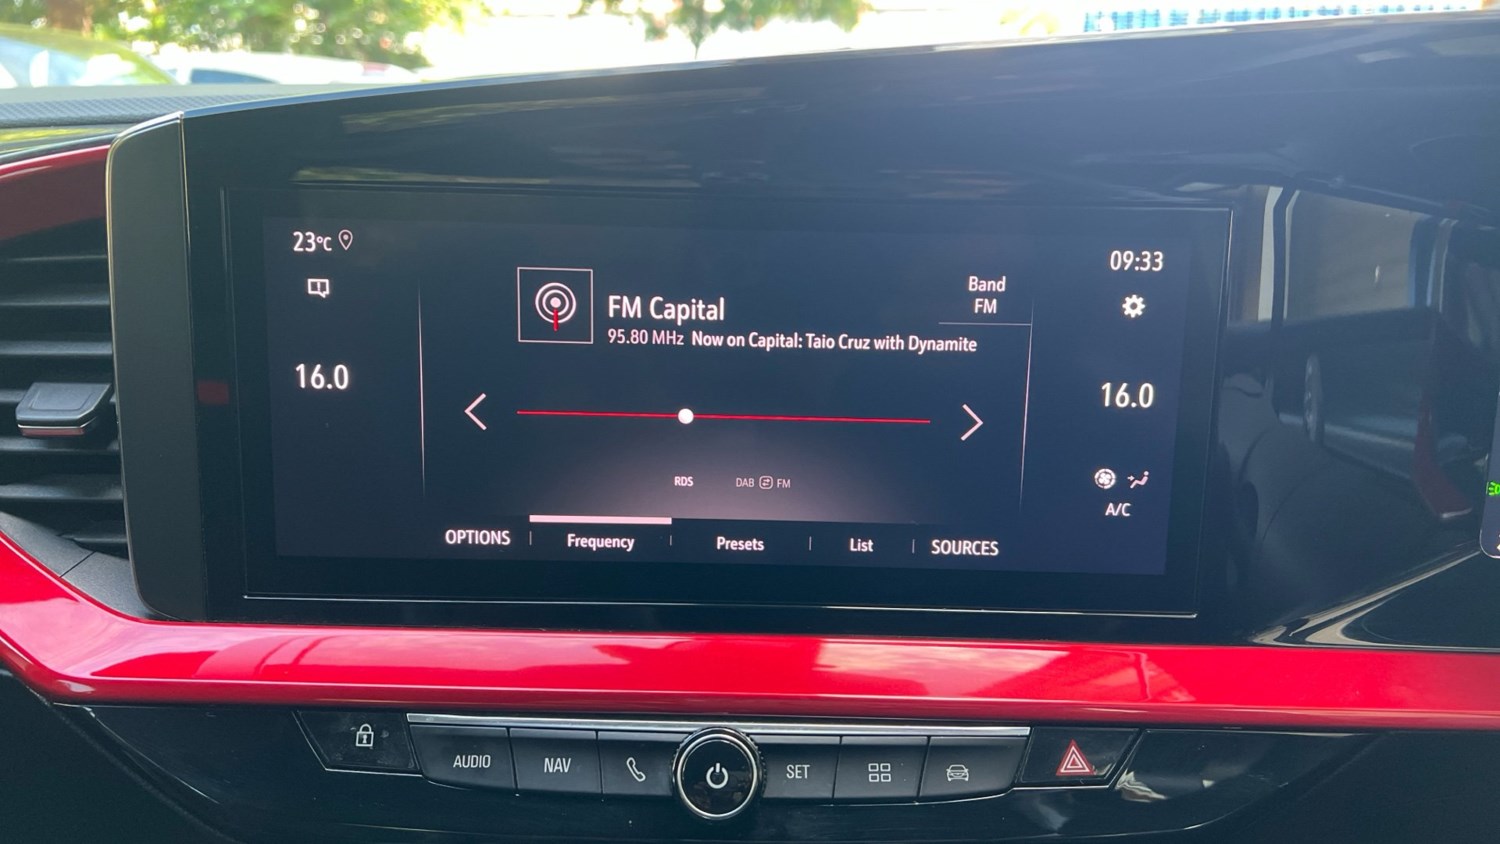 23°C
16.0
FM Capital
95.80 MHz Now on Capital: Taio Cruz with Dynamite
Band
FM
09:33
16.0
A/C
RDS
DAB FM
OPTIONS
Frequency
Presets
List
SOURCES
AUDIO
NAV
SET